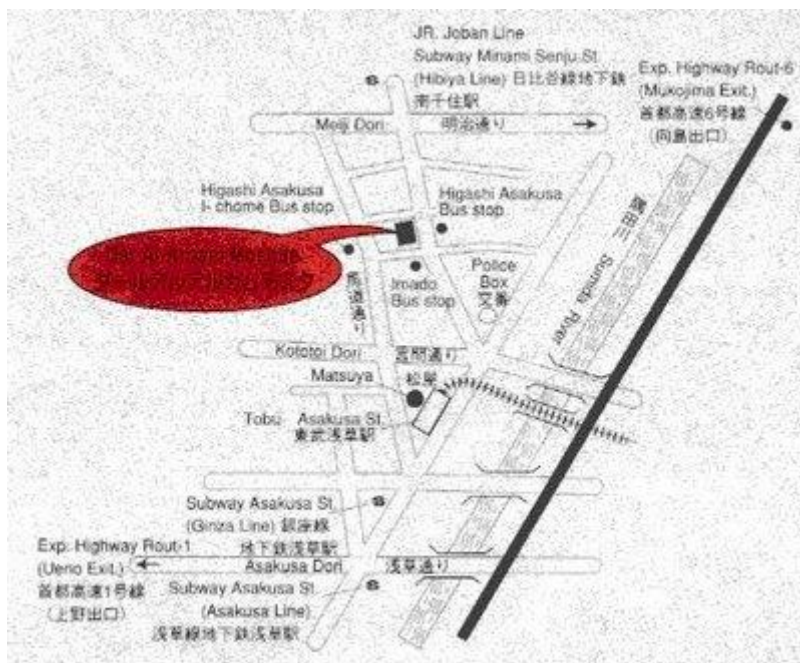 JR. Joban Line
Subway Minami Senju St.
(Hibiya Line) 日比谷線地下鉄
南千住駅
Exp. Highway Rout-6
(Mukojima Exit.)
首都高速6号線
（向島出口）
Meiji Dori
明治通り
Higashi Asakusa
I- chome Bus stop
Higashi Asakusa
Bus stop
隅田川
Sumida River
Police
Box
交番
Imado
Bus stop
Kototoi Dori
言問通り
Matsuya
松屋
Tobu- Asakusa St.
東武浅草駅
Subway Asakusa St.
(Ginza Line) 銀座線
地下鉄浅草駅
Exp. Highway Rout-1
(Ueno Exit.)
首都高速1号線
（上野出口）
Asakusa Dori
浅草通り
Subway Asakusa St.
(Asakusa Line)
浅草線地下鉄浅草駅